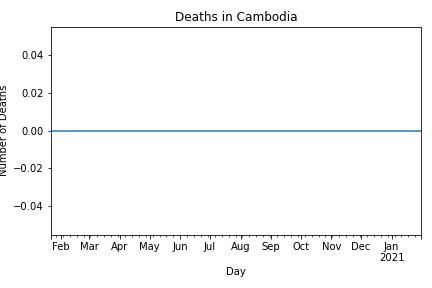 Deaths in Cambodia
Number of Deaths
0.04
0.02
0.00
−0.02
−0.04
Feb Mar Apr May Jun Jul Aug Sep Oct Nov Dec Jan
2021
Day